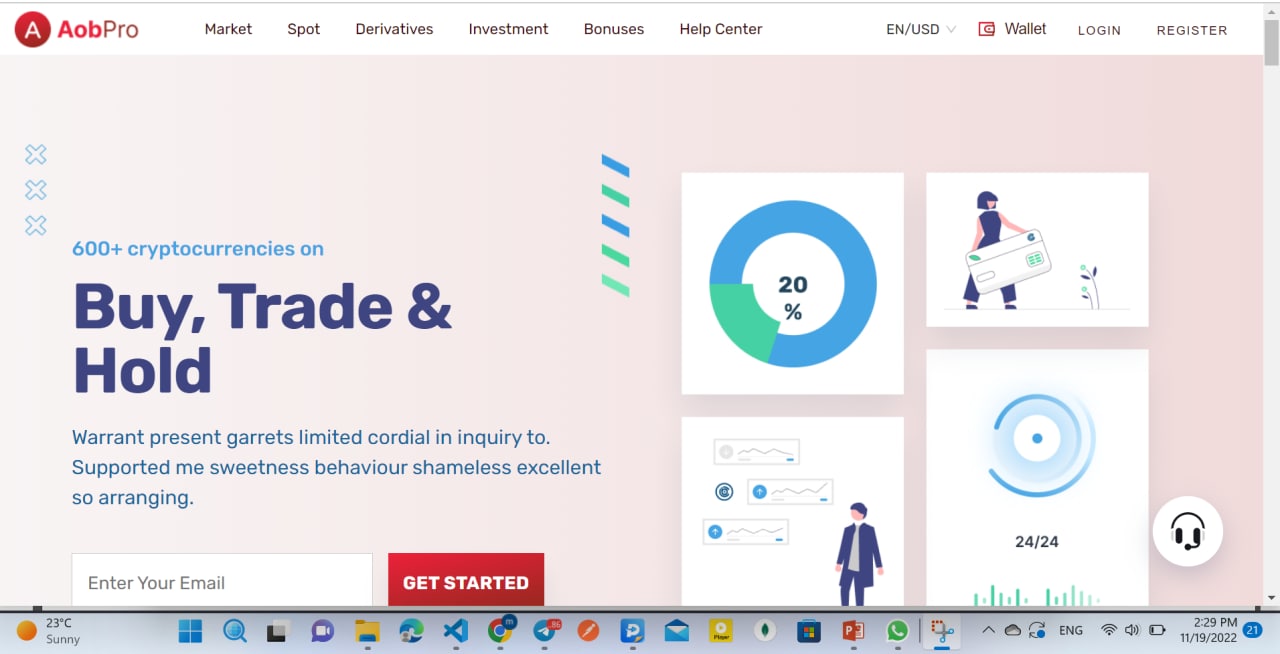 A AobPro Market Spot Derivatives Investment Bonuses Help Center EN/USD Wallet LOGIN REGISTER
600+ cryptocurrencies on
Buy, Trade &
Hold
Warrant present garrets limited cordial in inquiry to.
Supported me sweetness behaviour shameless excellent
so arranging.
Enter Your Email
GET STARTED
20
%
24/24
23°C
Sunny
m
86
Player
ENG
2:29 PM
11/19/2022
21